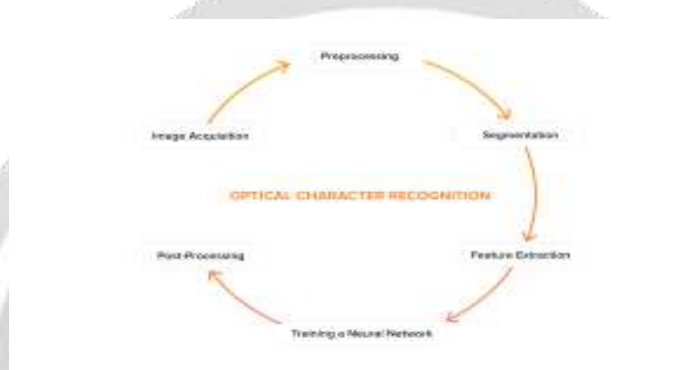 Preprocessing
Image Acquisition
Segmentation
OPTICAL CHARACTER RECOGNITION
Post-Processing
Feature Extraction
Training a Neural Network